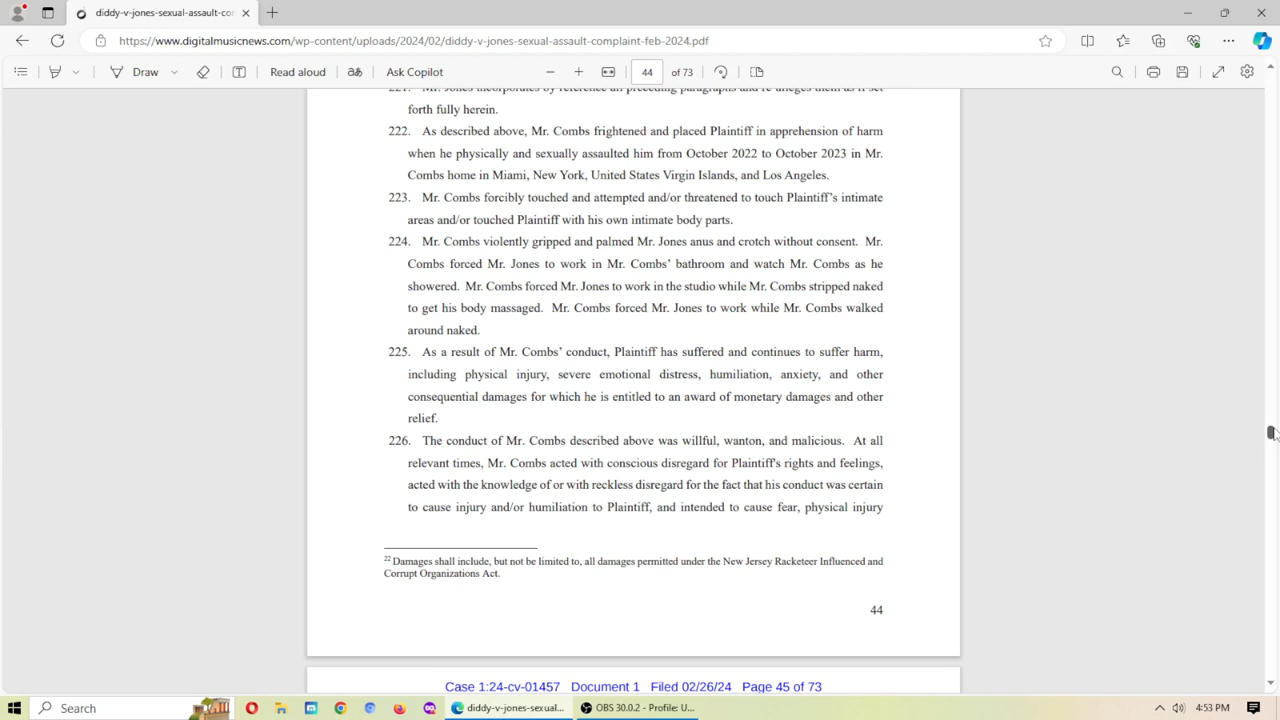 diddy-v-jones-sexual-assault-co
https://www.digitalmusicnews.com/wp-content/uploads/2024/02/diddy-v-jones-sexual-assault-complaint-feb-2024.pdf
Draw Read aloud Ask Copilot 44 of 73
221. Mr. Jones incorporates by reference all preceding paragraphs and re-alleges them as if set
forth fully herein.
222. As described above, Mr. Combs frightened and placed Plaintiff in apprehension of harm
when he physically and sexually assaulted him from October 2022 to October 2023 in Mr.
Combs home in Miami, New York, United States Virgin Islands, and Los Angeles.
223. Mr. Combs forcibly touched and attempted and/or threatened to touch Plaintiff's intimate
areas and/or touched Plaintiff with his own intimate body parts.
224. Mr. Combs violently gripped and palmed Mr. Jones anus and crotch without consent. Mr.
Combs forced Mr. Jones to work in Mr. Combs' bathroom and watch Mr. Combs as he
showered. Mr. Combs forced Mr. Jones to work in the studio while Mr. Combs stripped naked
to get his body massaged. Mr. Combs forced Mr. Jones to work while Mr. Combs walked
around naked.
225. As a result of Mr. Combs' conduct, Plaintiff has suffered and continues to suffer harm,
including physical injury, severe emotional distress, humiliation, anxiety, and other
consequential damages for which he is entitled to an award of monetary damages and other
relief.
226. The conduct of Mr. Combs described above was willful, wanton, and malicious. At all
relevant times, Mr. Combs acted with conscious disregard for Plaintiff's rights and feelings,
acted with the knowledge of or with reckless disregard for the fact that his conduct was certain
to cause injury and/or humiliation to Plaintiff, and intended to cause fear, physical injury
22 Damages shall include, but not be limited to, all damages permitted under the New Jersey Racketeer Influenced and
Corrupt Organizations Act.
44
Case 1:24-cv-01457 Document 1 Filed 02/26/24 Page 45 of 73
Search diddy-v-jones-sexual... OBS 30.0.2 - Profile: U... 4:53 PM